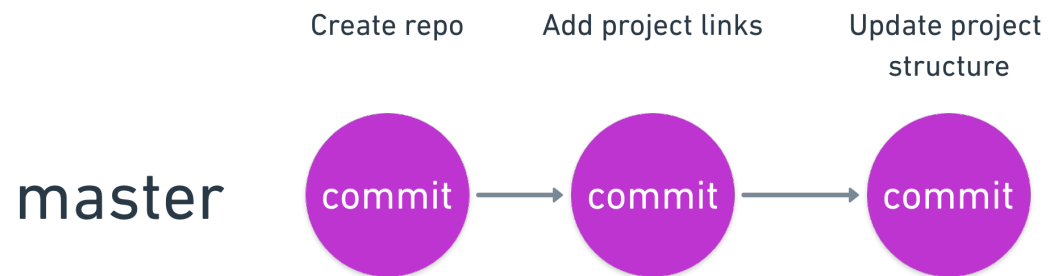 Create repo
Add project links
Update project
structure
master
commit
commit
commit